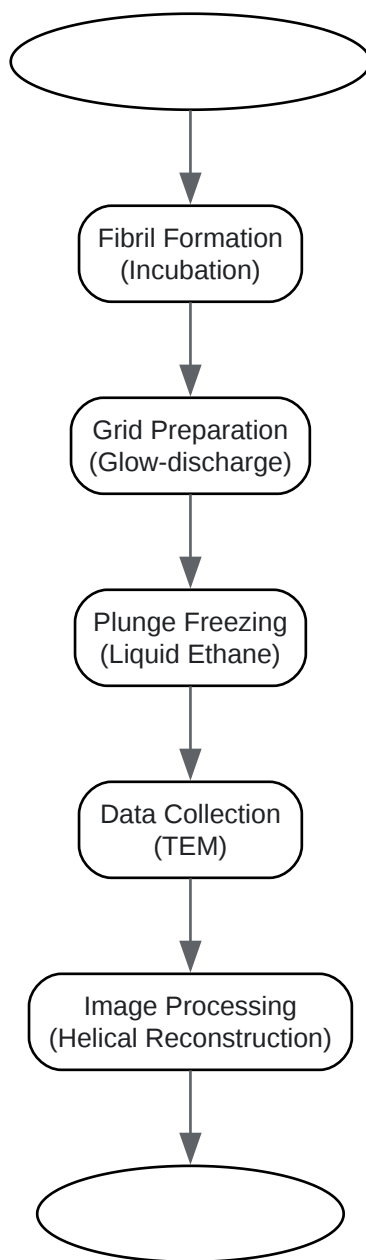 Fibril Formation
(Incubation)
Grid Preparation
(Glow-discharge)
Plunge Freezing
(Liquid Ethane)
Data Collection
(TEM)
Image Processing
(Helical Reconstruction)